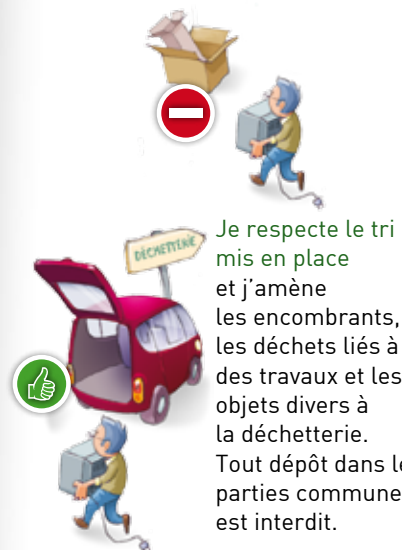 DÉCHETTERIE
Je respecte le tri
mis en place
et j’amène
les encombrants,
les déchets liés à
des travaux et les
objets divers à
la déchetterie.
Tout dépôt dans le
parties commune
est interdit.